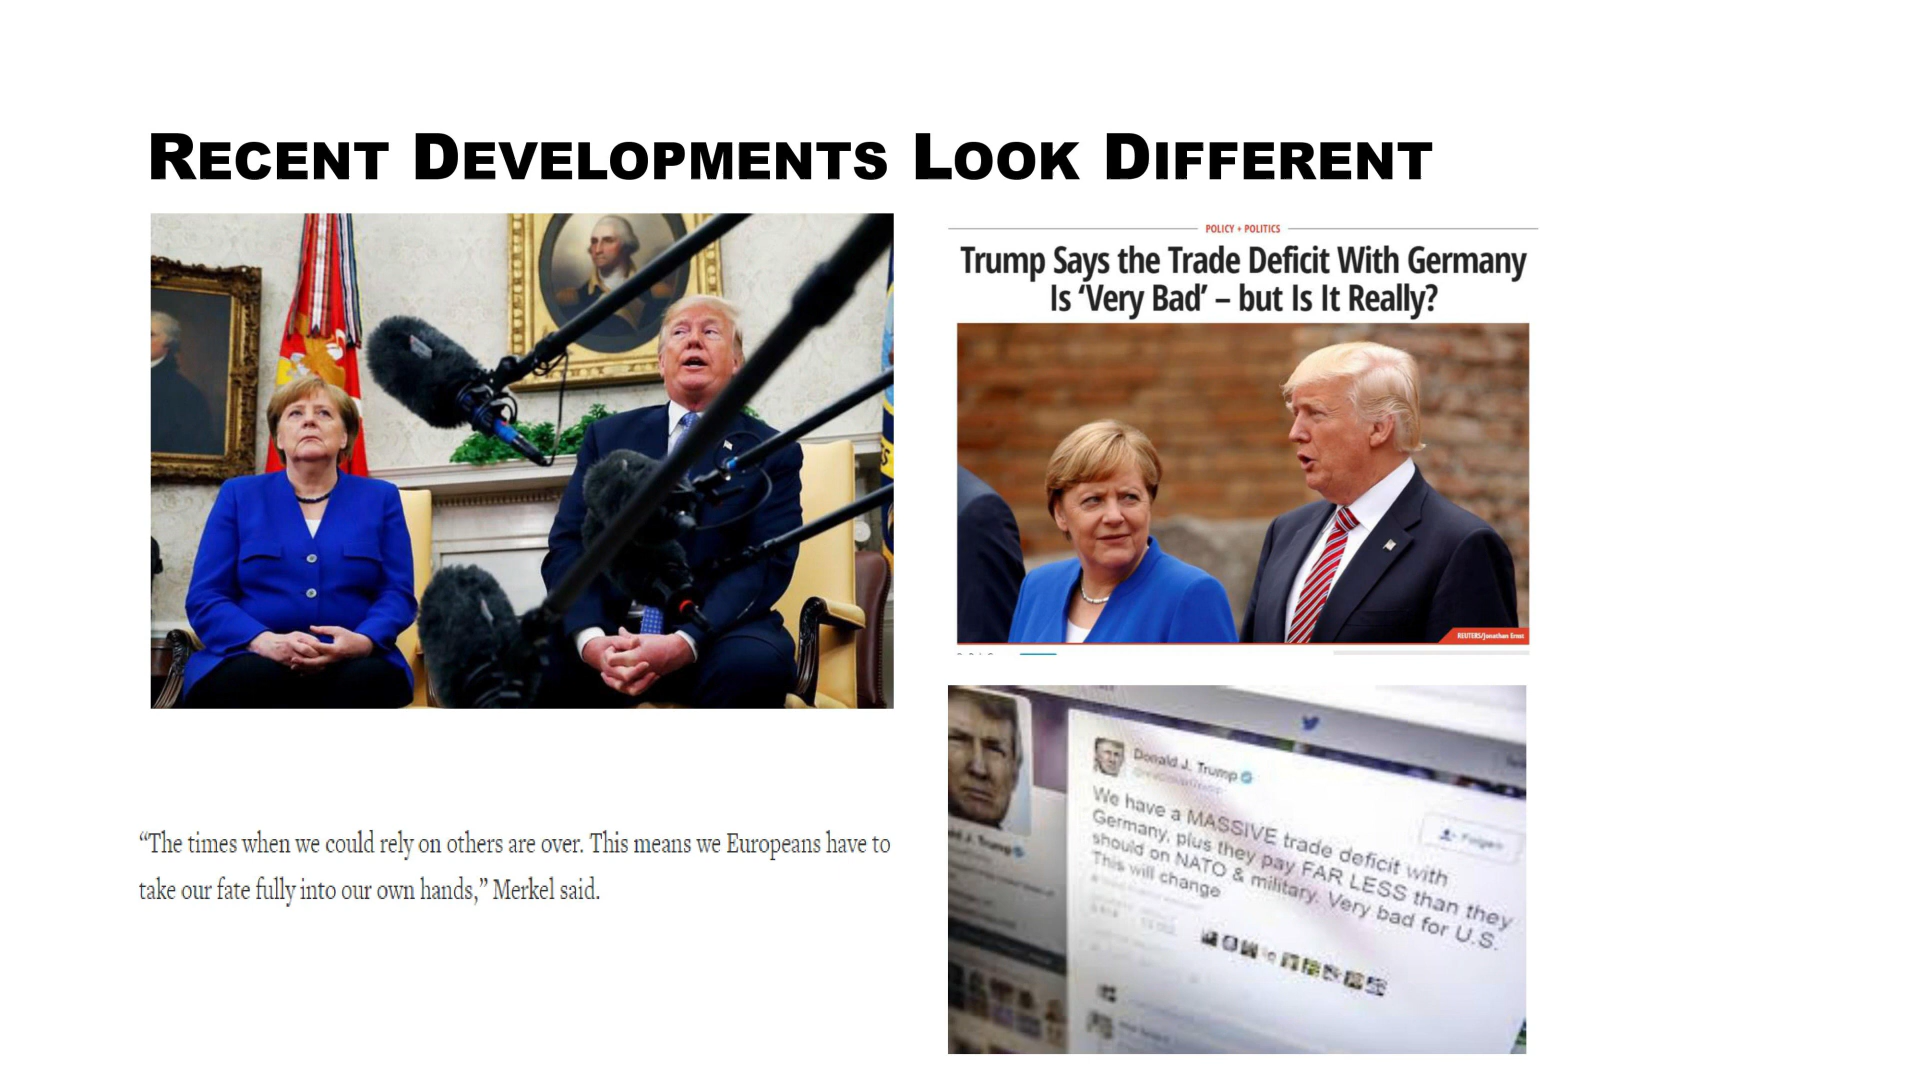 RECENT DEVELOPMENTS LOOK DIFFERENT
POLICY + POLITICS
Trump Says the Trade Deficit With Germany
Is ‘Very Bad’ – but Is It Really?
REUTERS/Jonathan Ernst
Donald J. Trump
We have a MASSIVE trade deficit with
Germany, plus they pay FAR LESS than they
should on NATO & military. Very bad for U.S.
This will change
“The times when we could rely on others are over. This means we Europeans have to
take our fate fully into our own hands,” Merkel said.